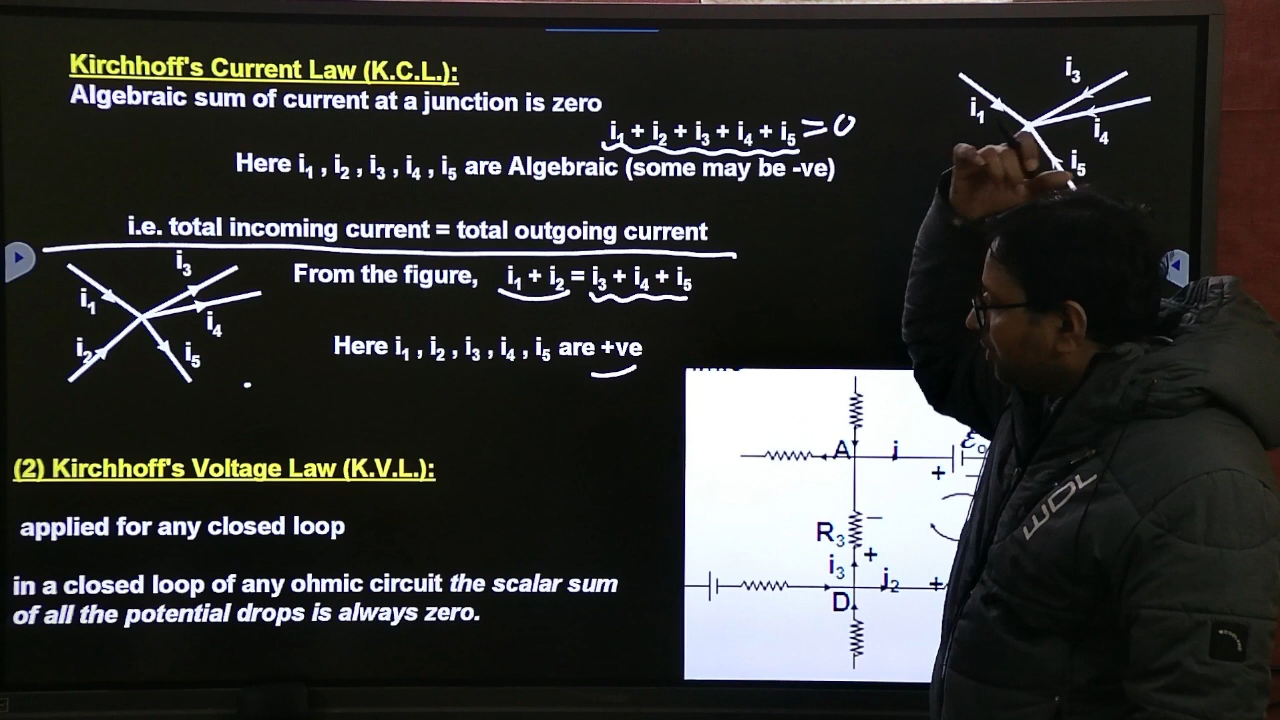 Kirchhoff's Current Law (K.C.L.):
Algebraic sum of current at a junction is zero
i₁ + i₂ + i₃ + i₄ + i₅ = 0
Here i₁ , i₂ , i₃ , i₄ , i₅ are Algebraic (some may be -ve)
i₃
i₁
i₄
i₅
i.e. total incoming current = total outgoing current
i₃
i₁
i₄
i₂
i₅
From the figure, i₁ + i₂ = i₃ + i₄ + i₅
Here i₁ , i₂ , i₃ , i₄ , i₅ are +ve
(2) Kirchhoff's Voltage Law (K.V.L.):
applied for any closed loop
in a closed loop of any ohmic circuit the scalar sum
of all the potential drops is always zero.
A
+ −
R₃ −
+
i₃
j₂ +
D
WDL